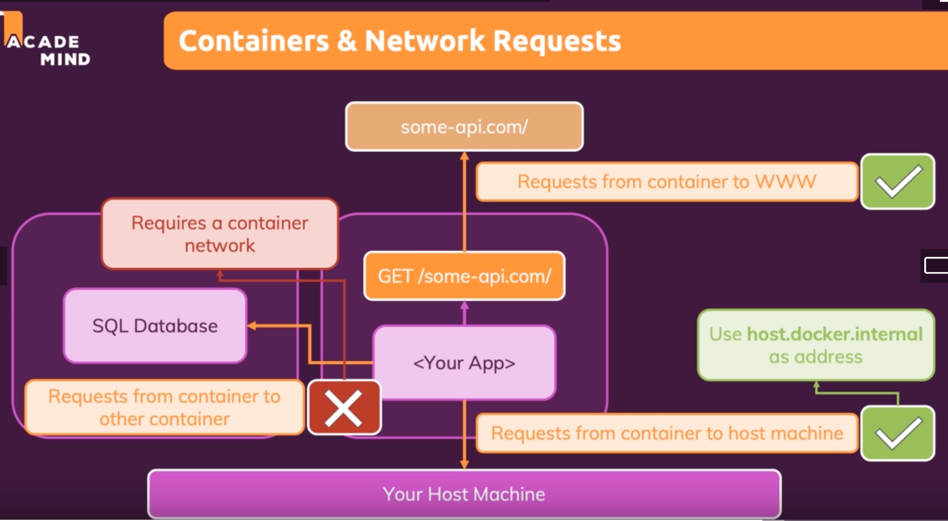 ACADE
MIND
Containers & Network Requests
some-api.com/
Requests from container to WWW
Requires a container
network
GET /some-api.com/
SQL Database
<Your App>
Use host.docker.internal
as address
Requests from container to
other container
Requests from container to host machine
Your Host Machine